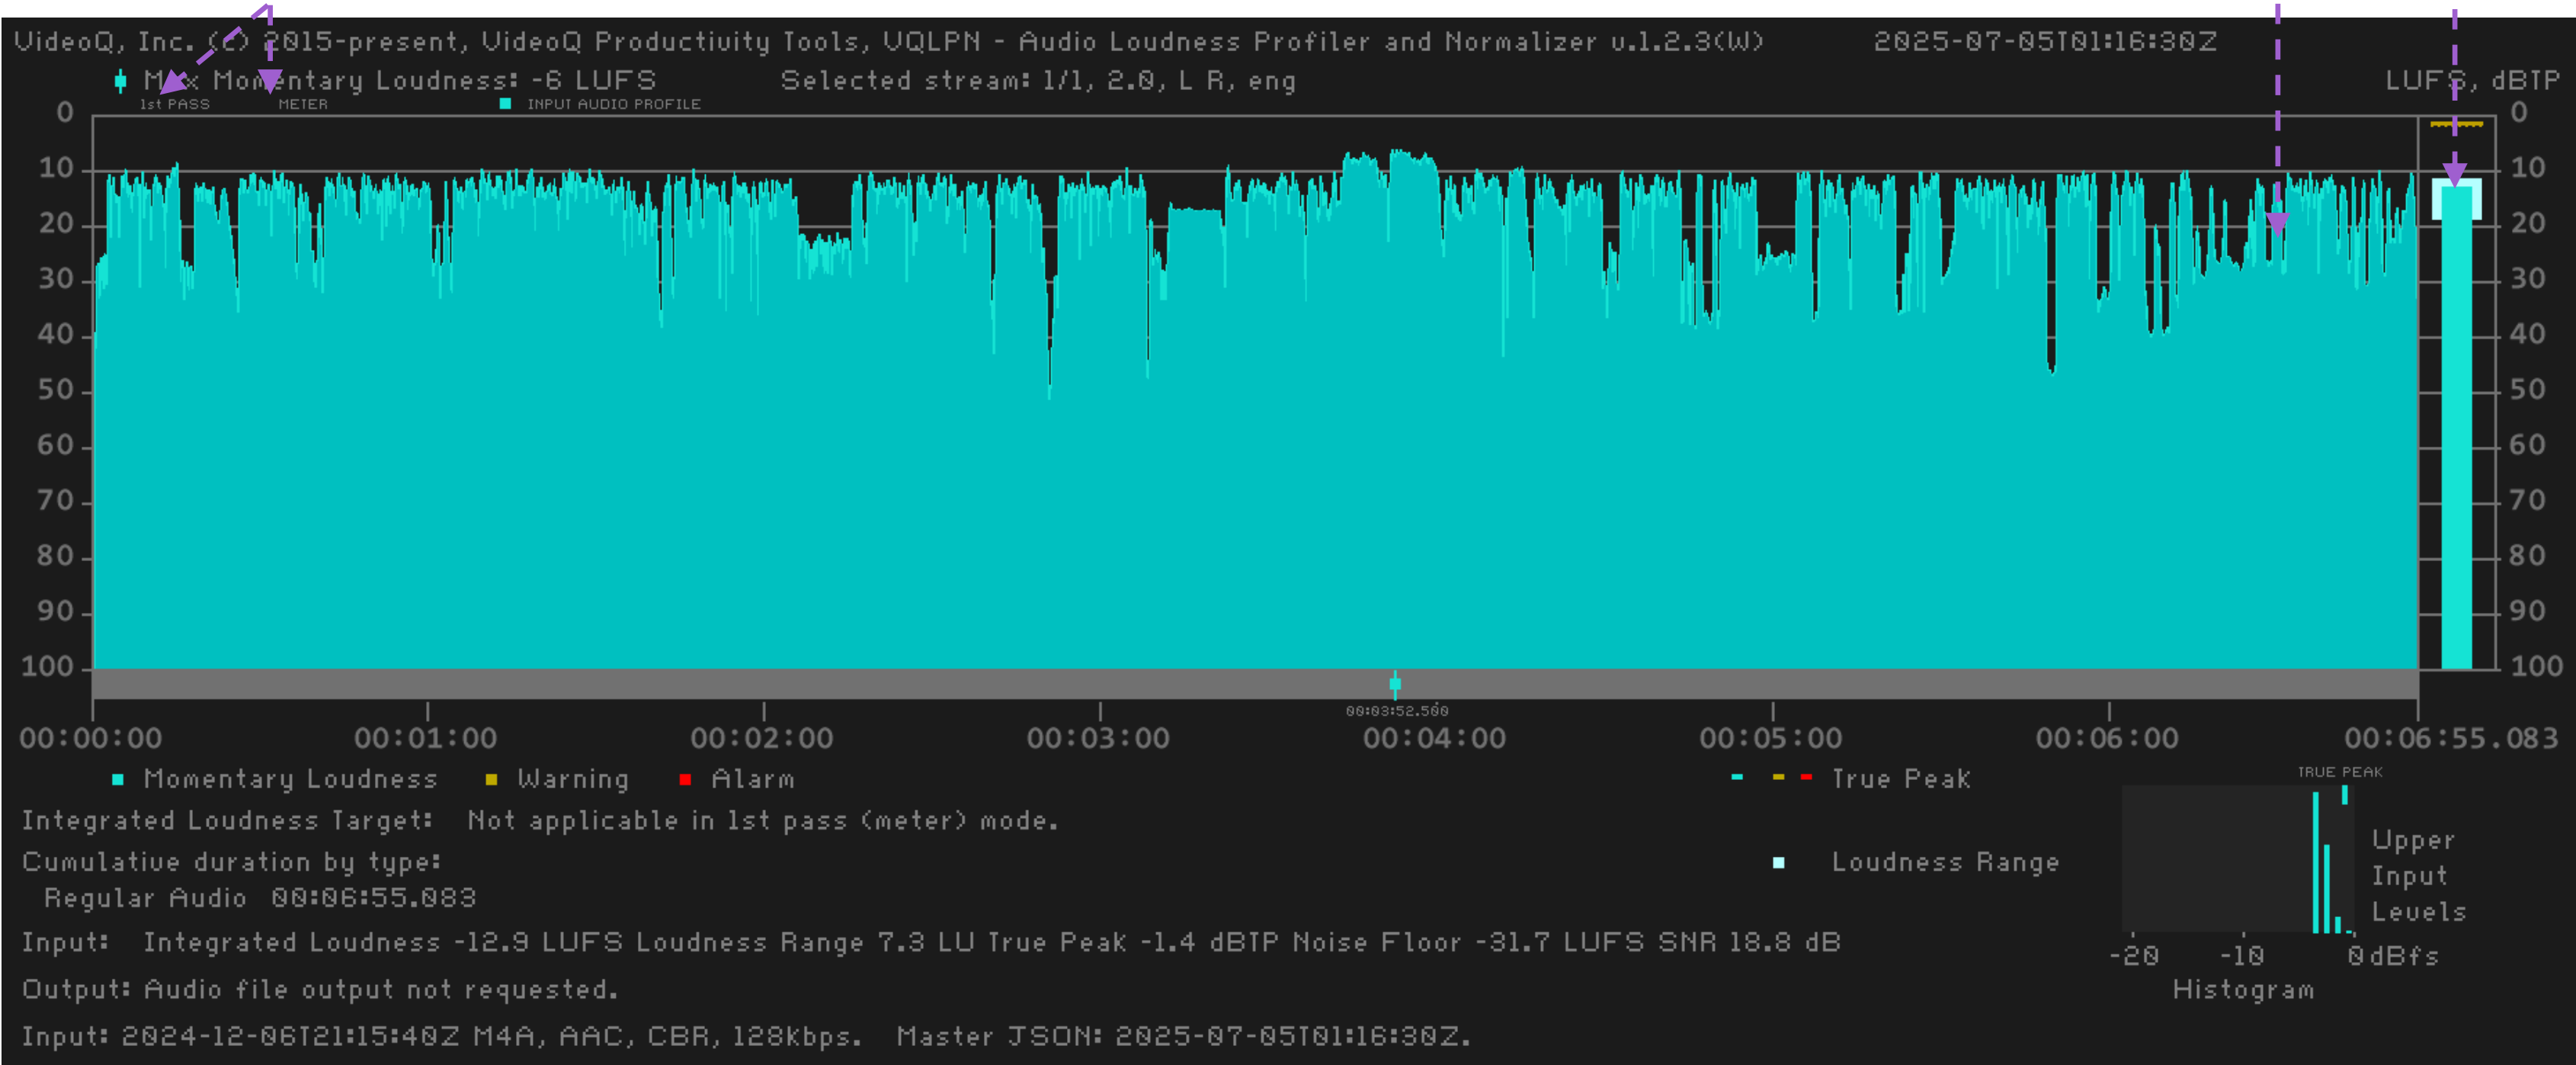 VideoQ, Inc. (c) 2015-present, VideoQ Productivity Tools, VQLPN - Audio Loudness Profiler and Normalizer v.1.2.3(W) 2025-07-05T01:16:30Z
Max Momentary Loudness: -6 LUFS Selected stream: 1/1, 2.0, L R, eng LUFS, dBTP
1st PASS METER INPUT AUDIO PROFILE
0 0
10 10
20 20
30 30
40 40
50 50
60 60
70 70
80 80
90 90
100 100
00:03:52.500
00:00:00 00:01:00 00:02:00 00:03:00 00:04:00 00:05:00 00:06:00 00:06:55.083
Momentary Loudness Warning Alarm True Peak TRUE PEAK
Integrated Loudness Target: Not applicable in 1st pass (meter) mode.
Upper
Cumulative duration by type: Loudness Range Input
Regular Audio 00:06:55.083 Levels
Input: Integrated Loudness -12.9 LUFS Loudness Range 7.3 LU True Peak -1.4 dBTP Noise Floor -31.7 LUFS SNR 18.8 dB
-20 -10 0 dBfs
Output: Audio file output not requested. Histogram
Input: 2024-12-06T21:15:40Z M4A, AAC, CBR, 128Kbps. Master JSON: 2025-07-05T01:16:30Z.